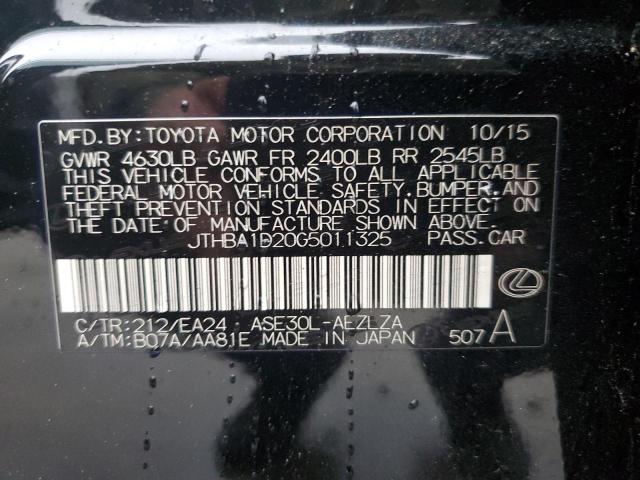 MFD.BY:TOYOTA MOTOR CORPORATION 10/15
GVWR 4630LB GAWR FR 2400LB RR 2545LB
THIS VEHICLE CONFORMS TO ALL APPLICABLE
FEDERAL MOTOR VEHICLE SAFETY,BUMPER,AND
THEFT PREVENTION STANDARDS IN EFFECT ON
THE DATE OF MANUFACTURE SHOWN ABOVE.
JTHBA1D20G5011325 PASS.CAR
C/TR:212/EA24 ASE30L-AEZLZA
A/TM:B07A/AA81E MADE IN JAPAN 507A